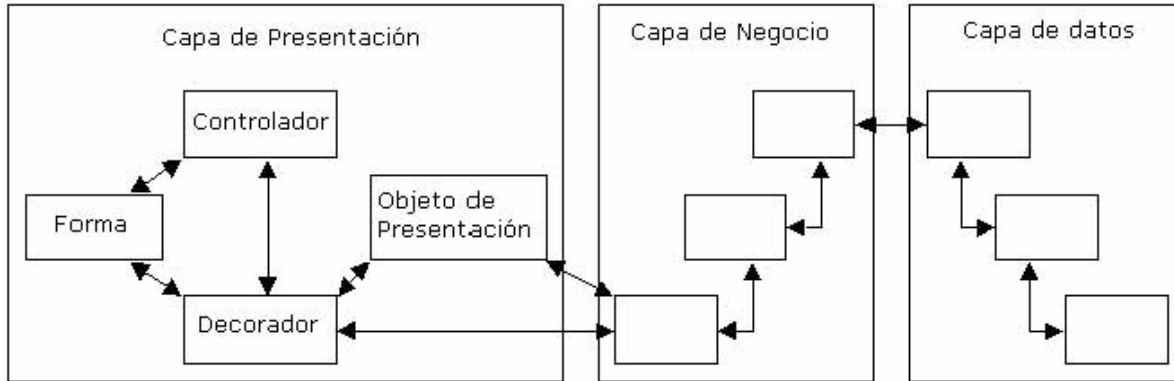 Capa de Presentación
Capa de Negocio
Capa de datos
Controlador
Forma
Objeto de
Presentación
Decorador